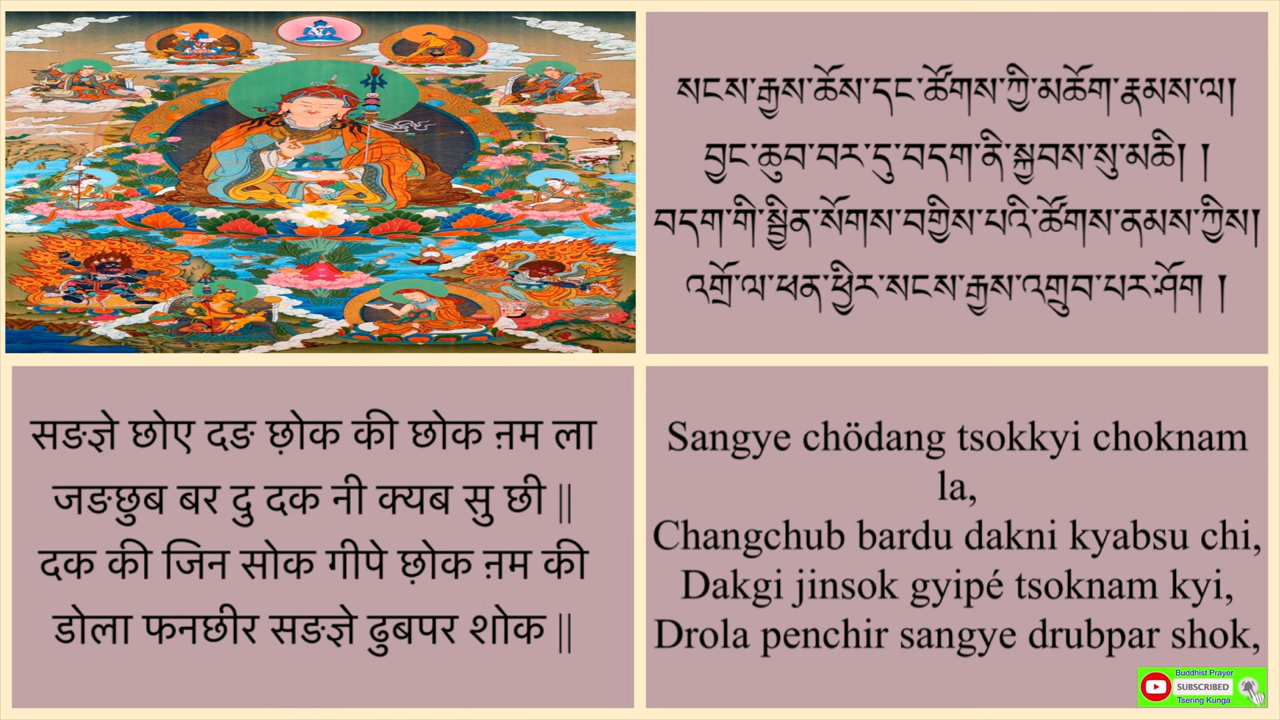 སངས་རྒྱས་ཆོས་དང་ཚོགས་ཀྱི་མཆོག་རྣམས་ལ།
བྱང་ཆུབ་བར་དུ་བདག་ནི་སྐྱབས་སུ་མཆི། །
བདག་གི་སྦྱིན་སོགས་བགྱིས་པའི་ཚོགས་ནམས་ཀྱིས།
འགྲོ་ལ་ཕན་ཕྱིར་སངས་རྒྱས་འགྲུབ་པར་ཤོག །
सङज्ञे छोए दङ छ़ोक की छोक ऩम ला
जङछुब बर दु दक नी क्यब सु छी ||
दक की जिन सोक गीपे छ़ोक ऩम की
डोला फनछीर सङज्ञे ढुबपर शोक ||
Sangye chödang tsokkyi choknam
la,
Changchub bardu dakni kyabsu chi,
Dakgi jinsok gyipé tsoknam kyi,
Drola penchir sangye drubpar shok,
Buddhist Prayer
SUBSCRIBED
Tsering Kunga